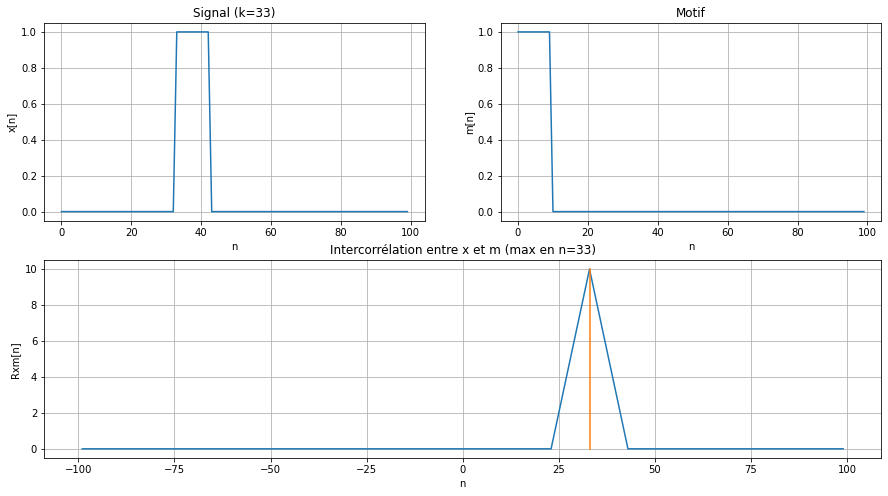 Signal (k=33)
1.0
0.8
0.6
0.4
0.2
0.0
x[n]
0 20 40 60 80 100
n
Motif
1.0
0.8
0.6
0.4
0.2
0.0
m[n]
0 20 40 60 80 100
n
Intercorrélation entre x et m (max en n=33)
10
8
6
4
2
0
Rxm[n]
−100 −75 −50 −25 0 25 50 75 100
n